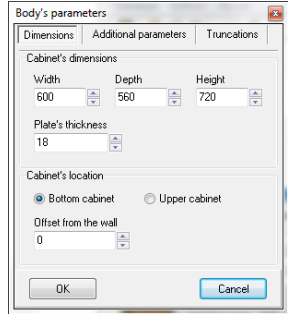 Body's parameters
Dimensions Additional parameters Truncations
Cabinet's dimensions
Width Depth Height
600 560 720
Plate's thickness
18
Cabinet's location
Bottom cabinet Upper cabinet
Offset from the wall
0
OK Cancel